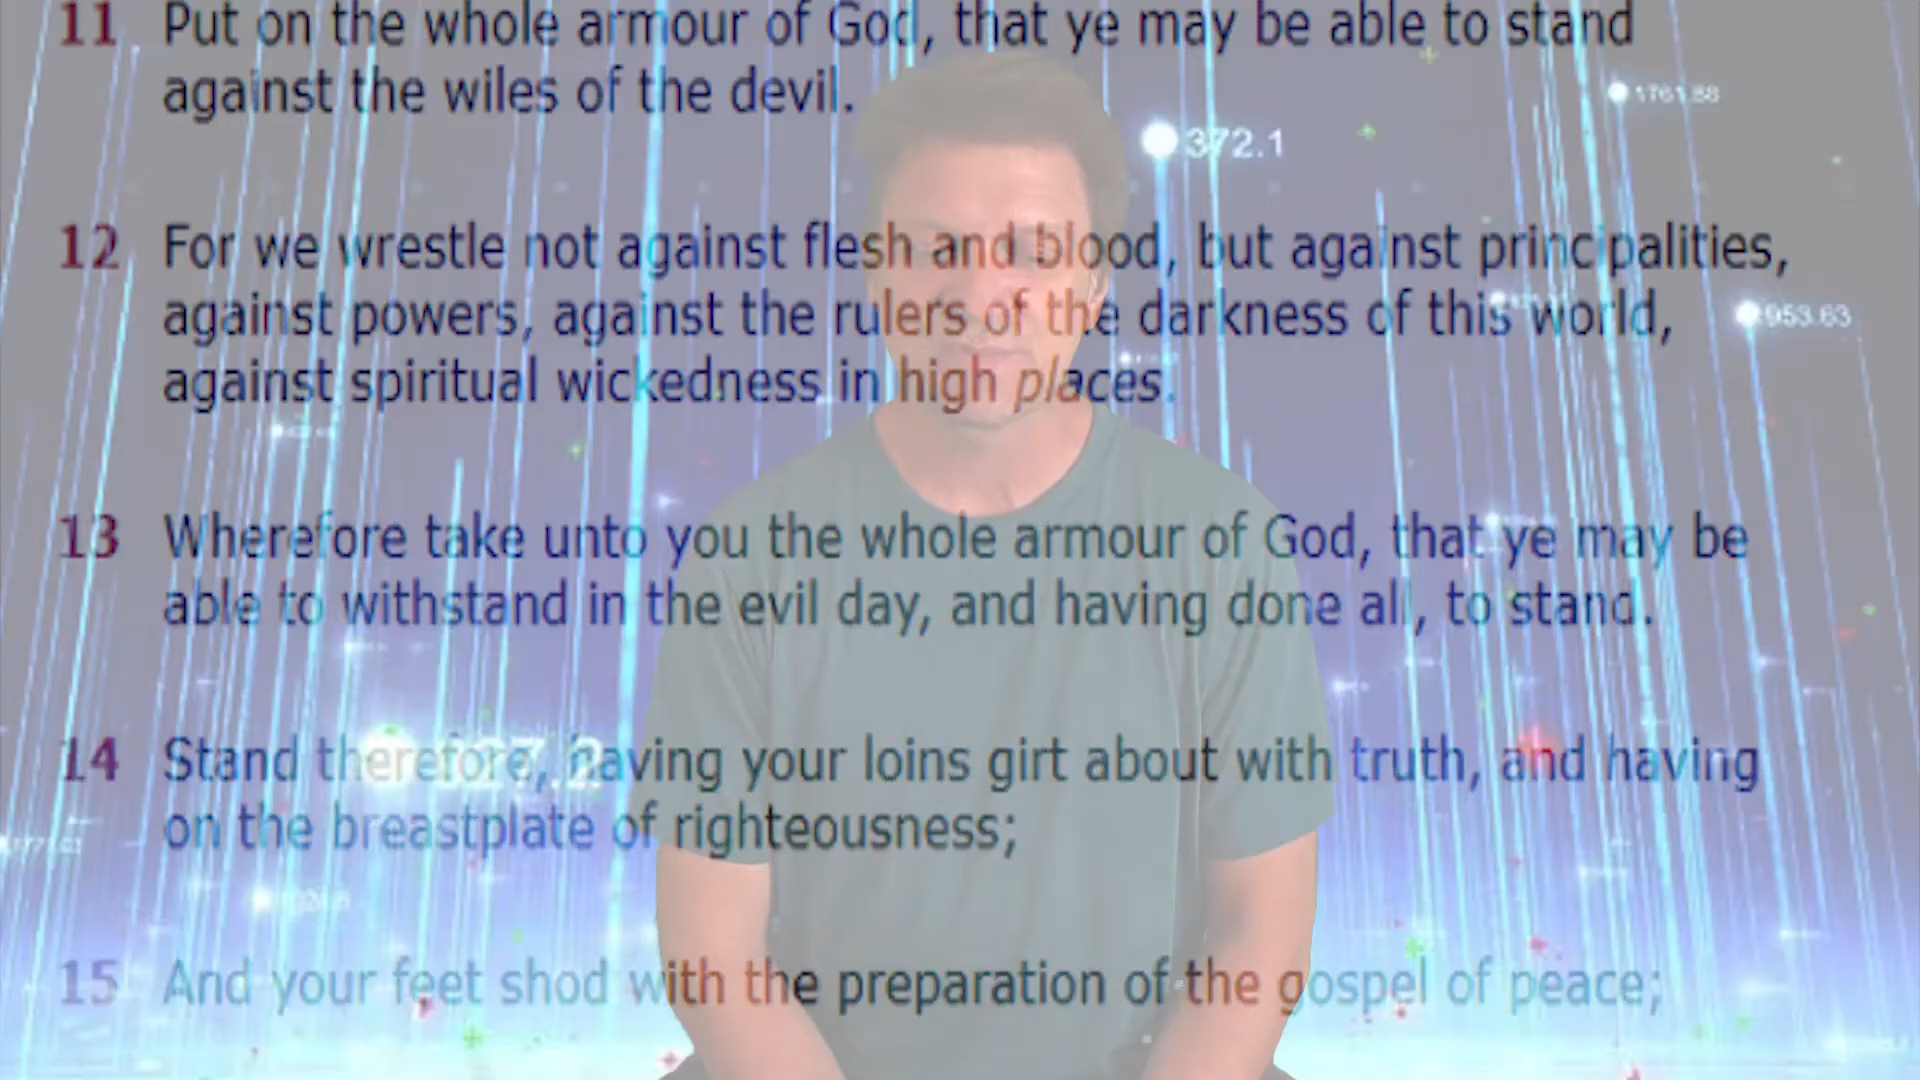 11 Put on the whole armour of God, that ye may be able to stand
against the wiles of the devil.
1761.88
372.1
12 For we wrestle not against flesh and blood, but against principalities,
against powers, against the rulers of the darkness of this world,
953.63
against spiritual wickedness in high places.
13 Wherefore take unto you the whole armour of God, that ye may be
able to withstand in the evil day, and having done all, to stand.
14 Stand therefore, having your loins girt about with truth, and having
on the breastplate of righteousness;
15 And your feet shod with the preparation of the gospel of peace;